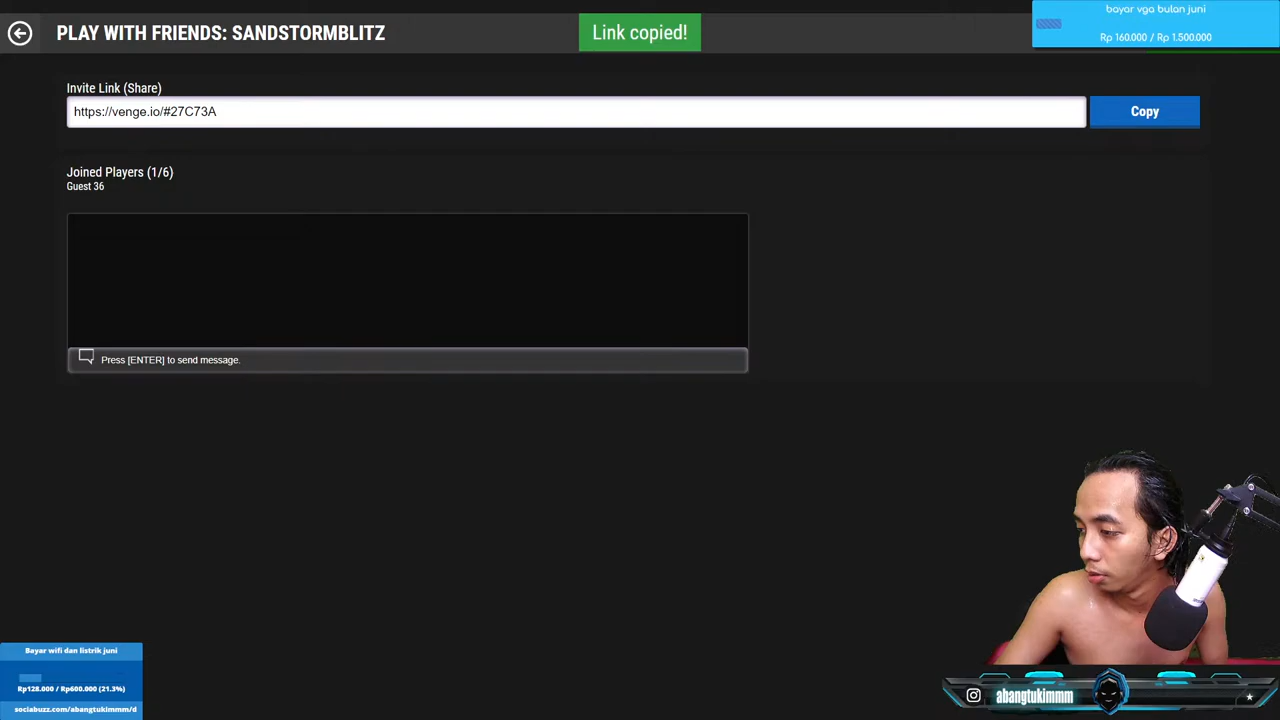 PLAY WITH FRIENDS: SANDSTORMBLITZ
Link copied!
bayar vga bulan juni
Rp 160.000 / Rp 1.500.000
Invite Link (Share)
https://venge.io/#27C73A
Copy
Joined Players (1/6)
Guest 36
Press [ENTER] to send message.
Bayar wifi dan listrik juni
Rp128.000 / Rp600.000 (21.3%)
sociabuzz.com/abangtukimmm/d
abangtukimmm